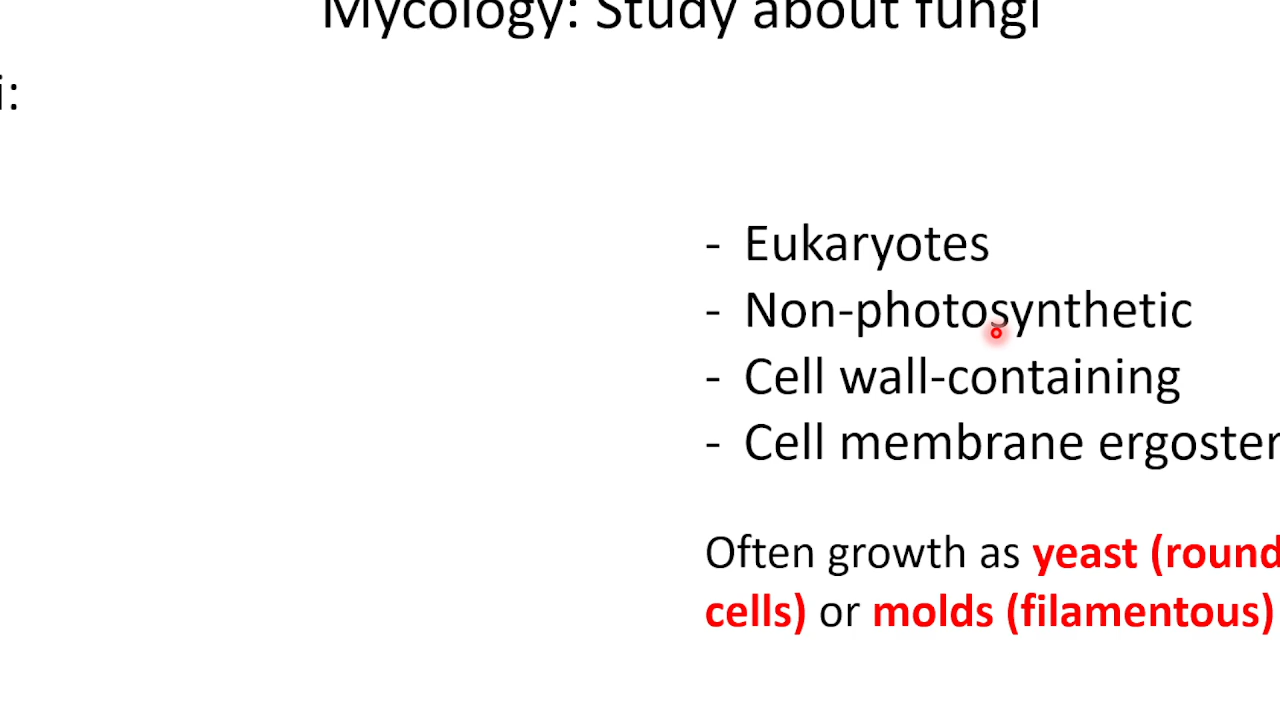 Mycology: Study about fungi
i:
- Eukaryotes
- Non-photosynthetic
- Cell wall-containing
- Cell membrane ergoster
Often growth as yeast (round
cells) or molds (filamentous)